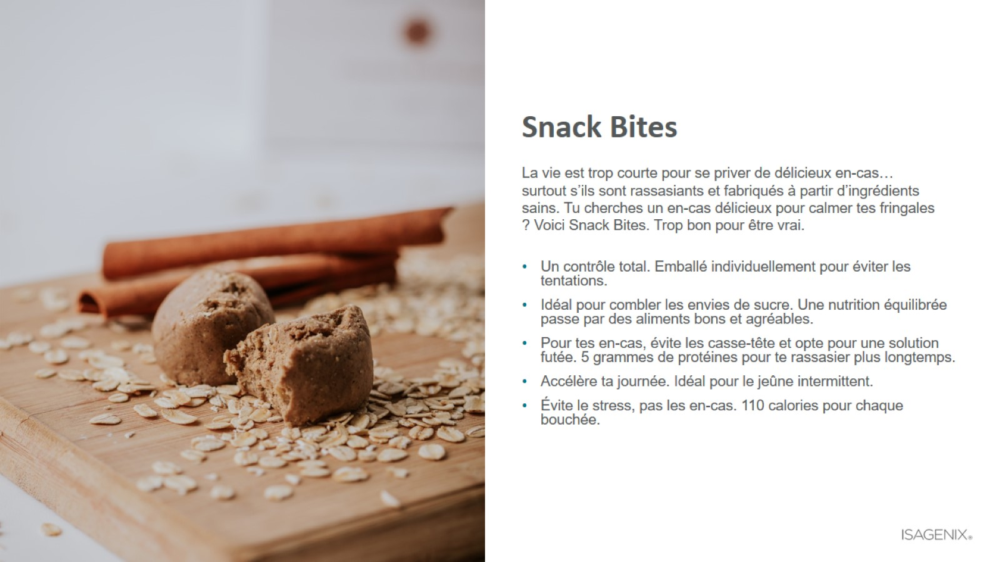 Snack Bites
La vie est trop courte pour se priver de délicieux en-cas…
surtout s’ils sont rassasiants et fabriqués à partir d’ingrédients
sains. Tu cherches un en-cas délicieux pour calmer tes fringales
? Voici Snack Bites. Trop bon pour être vrai.
• Un contrôle total. Emballé individuellement pour éviter les
tentations.
• Idéal pour combler les envies de sucre. Une nutrition équilibrée
passe par des aliments bons et agréables.
• Pour tes en-cas, évite les casse-tête et opte pour une solution
futée. 5 grammes de protéines pour te rassasier plus longtemps.
• Accélère ta journée. Idéal pour le jeûne intermittent.
• Évite le stress, pas les en-cas. 110 calories pour chaque
bouchée.
ISAGENIX®